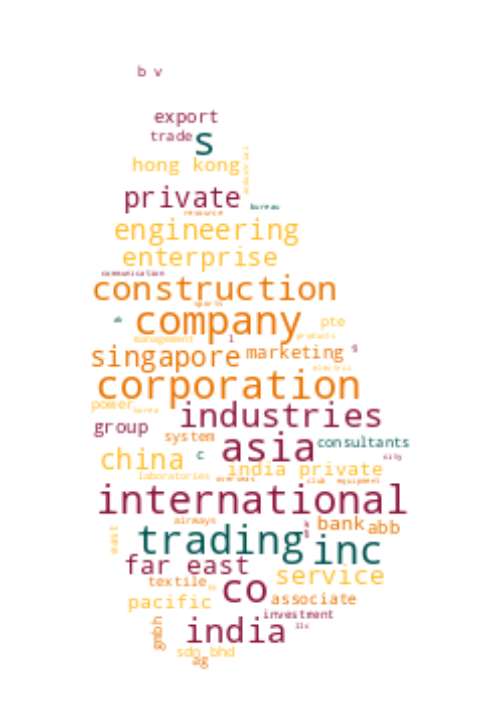 b v
export
trade
s
hong kong
industrial
private
bureau
resource
engineering
enterprise
communication
construction
sports
ab
company
pte
management
l
products
singapore
marketing
g
electric
corporation
power
korea
industries
group
system
asia
consultants
china
c
city
india private
laboratories
overseas
club
equipment
international
airways
star
bank
abb
east
trading
inc
far east
textile
co
service
pacific
associate
investment
llc
gmbh
india
sdn bhd
ag